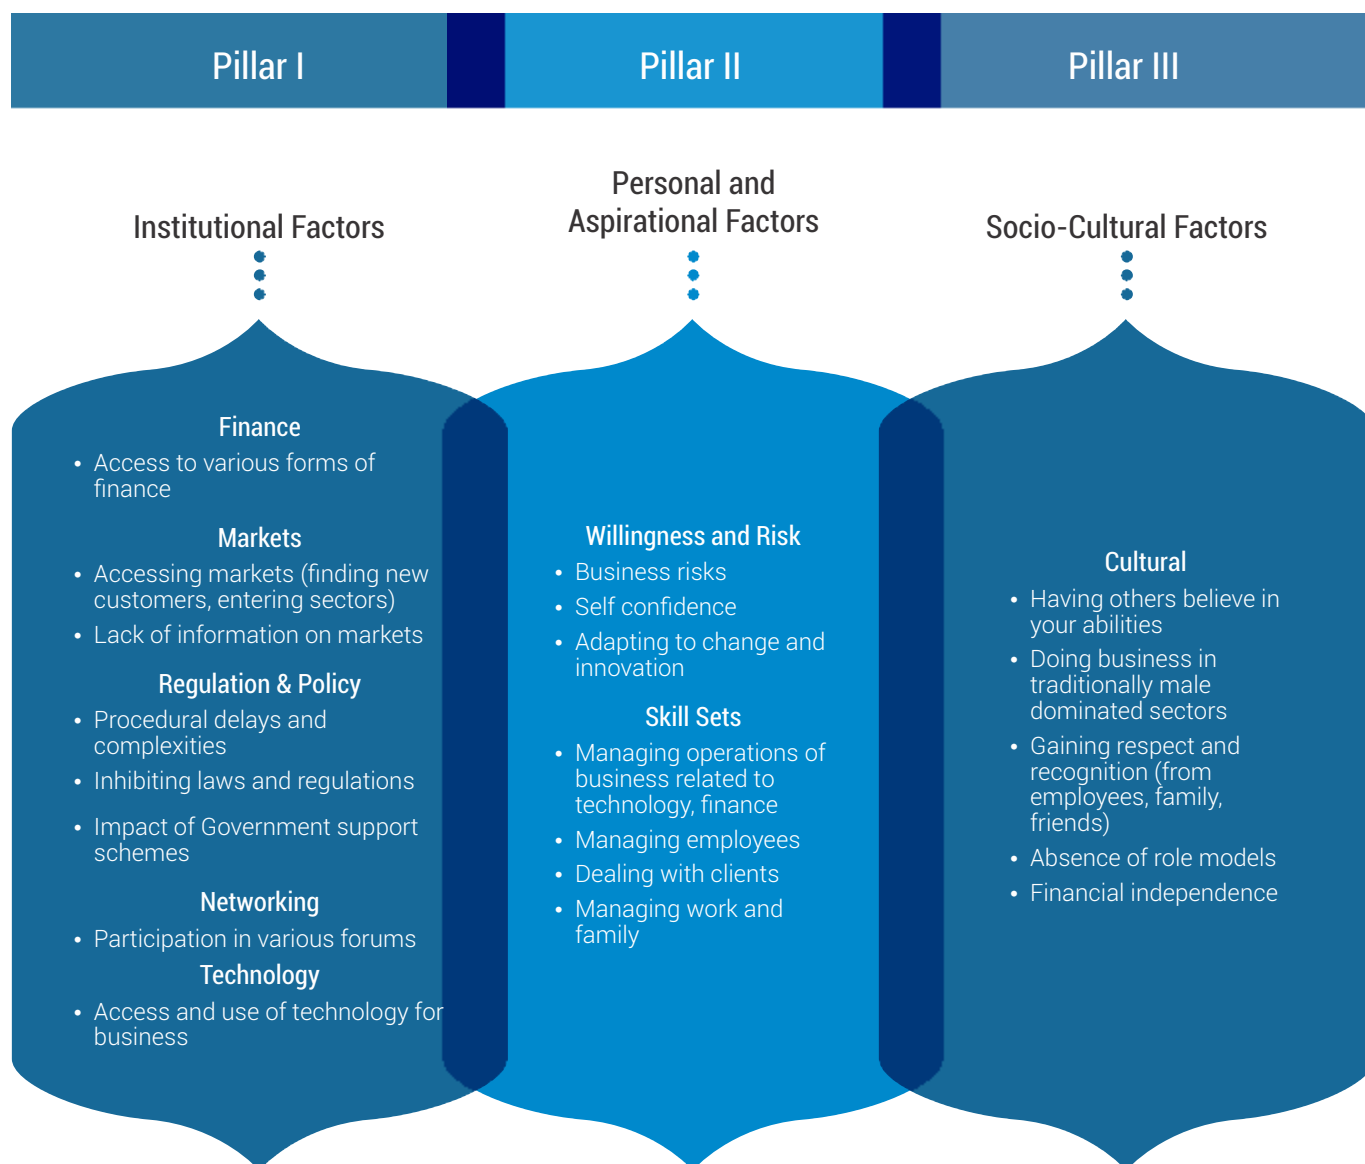 Pillar I
Pillar II
Pillar III
Institutional Factors
Personal and
Aspirational Factors
Socio-Cultural Factors
Finance
• Access to various forms of
finance
Markets
• Accessing markets (finding new
customers, entering sectors)
• Lack of information on markets
Regulation & Policy
• Procedural delays and
complexities
• Inhibiting laws and regulations
• Impact of Government support
schemes
Networking
• Participation in various forums
Technology
• Access and use of technology for
business
Willingness and Risk
• Business risks
• Self confidence
• Adapting to change and
innovation
Skill Sets
• Managing operations of
business related to
technology, finance
• Managing employees
• Dealing with clients
• Managing work and
family
Cultural
• Having others believe in
your abilities
• Doing business in
traditionally male
dominated sectors
• Gaining respect and
recognition (from
employees, family,
friends)
• Absence of role models
• Financial independence